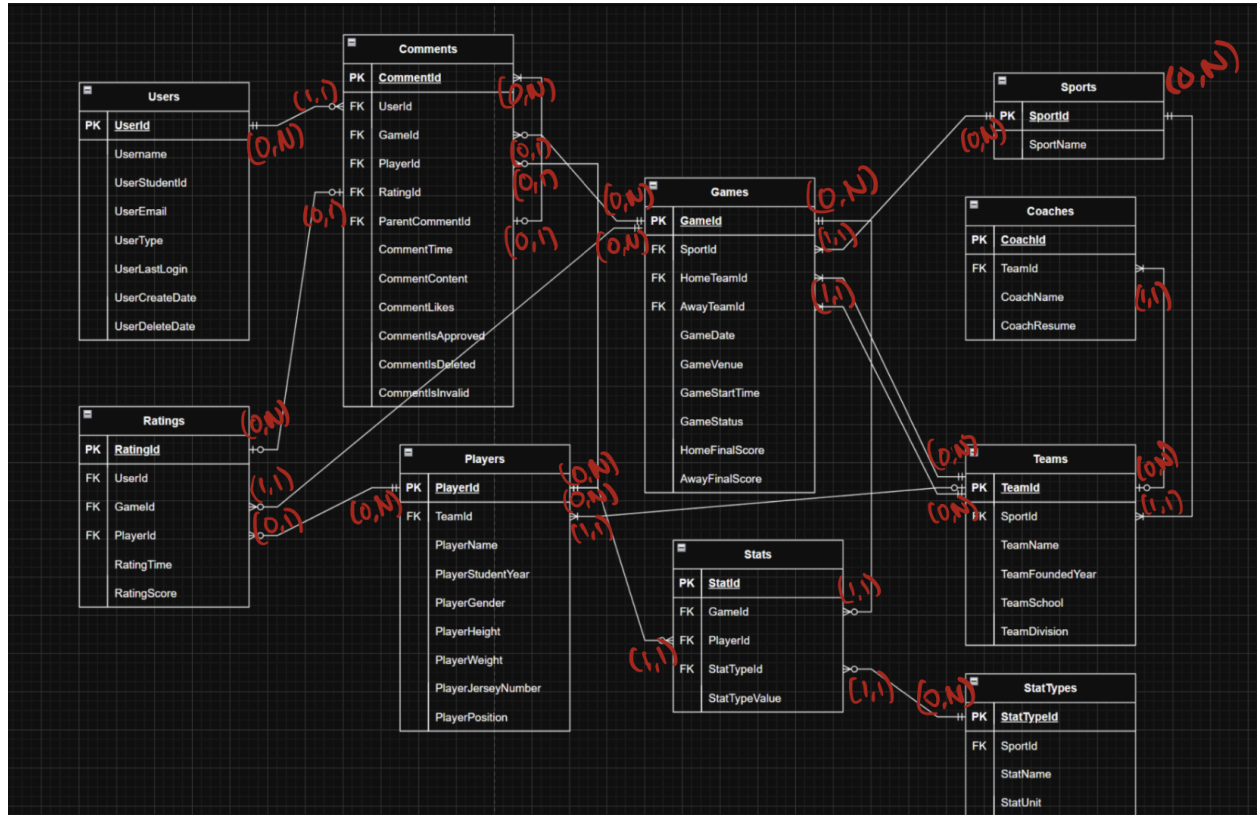 Comments
PK CommentId
FK UserId
FK GameId
FK PlayerId
FK RatingId
FK ParentCommentId
CommentTime
CommentContent
CommentLikes
CommentIsApproved
CommentIsDeleted
CommentIsInvalid
(0,N)
(0,1)
(0,1)
(0,1)
(1,1)
(0,1)
Users
PK UserId
Username
UserStudentId
UserEmail
UserType
UserLastLogin
UserCreateDate
UserDeleteDate
(0,N)
Ratings
PK RatingId
FK UserId
FK GameId
FK PlayerId
RatingTime
RatingScore
(0,N)
(1,1)
(0,1)
Players
PK PlayerId
FK TeamId
PlayerName
PlayerStudentYear
PlayerGender
PlayerHeight
PlayerWeight
PlayerJerseyNumber
PlayerPosition
(0,N)
(0,N)
(0,N)
(1,1)
Games
PK GameId
FK SportId
FK HomeTeamId
FK AwayTeamId
GameDate
GameVenue
GameStartTime
GameStatus
HomeFinalScore
AwayFinalScore
(0,N)
(0,N)
(0,N)
(1,1)
(1,1)
Stats
PK StatId
FK GameId
FK PlayerId
FK StatTypeId
StatTypeValue
(1,1)
(1,1)
(1,1)
Sports
PK SportId
SportName
(0,N)
(0,N)
Coaches
PK CoachId
FK TeamId
CoachName
CoachResume
(1,1)
Teams
PK TeamId
FK SportId
TeamName
TeamFoundedYear
TeamSchool
TeamDivision
(0,N)
(0,N)
(0,N)
(1,1)
StatTypes
PK StatTypeId
FK SportId
StatName
StatUnit
(0,N)